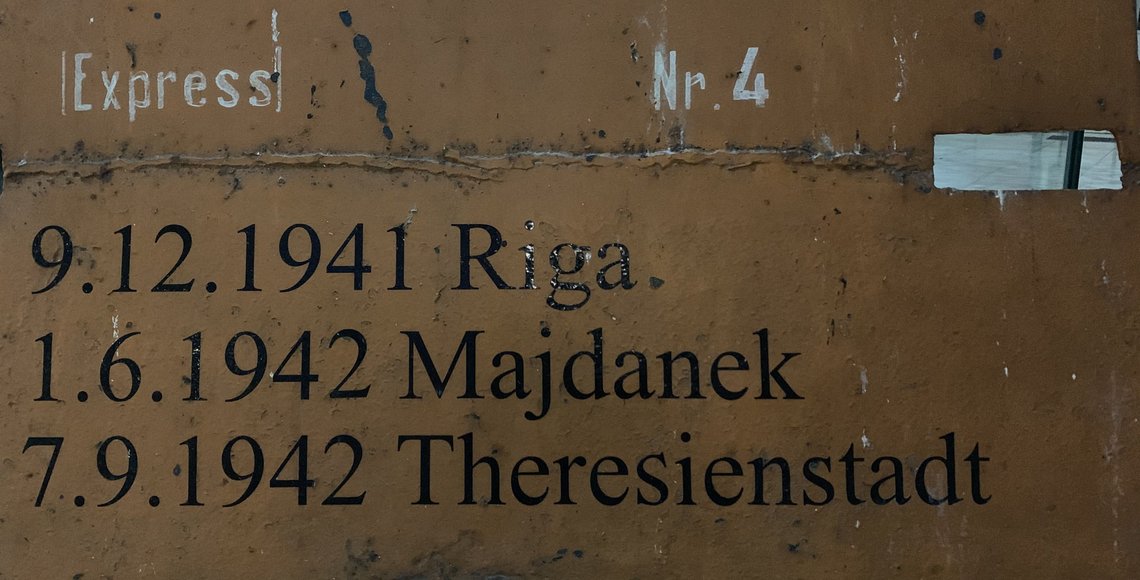 Express Nr. 4
9.12.1941 Riga
1.6.1942 Majdanek
7.9.1942 Theresienstadt